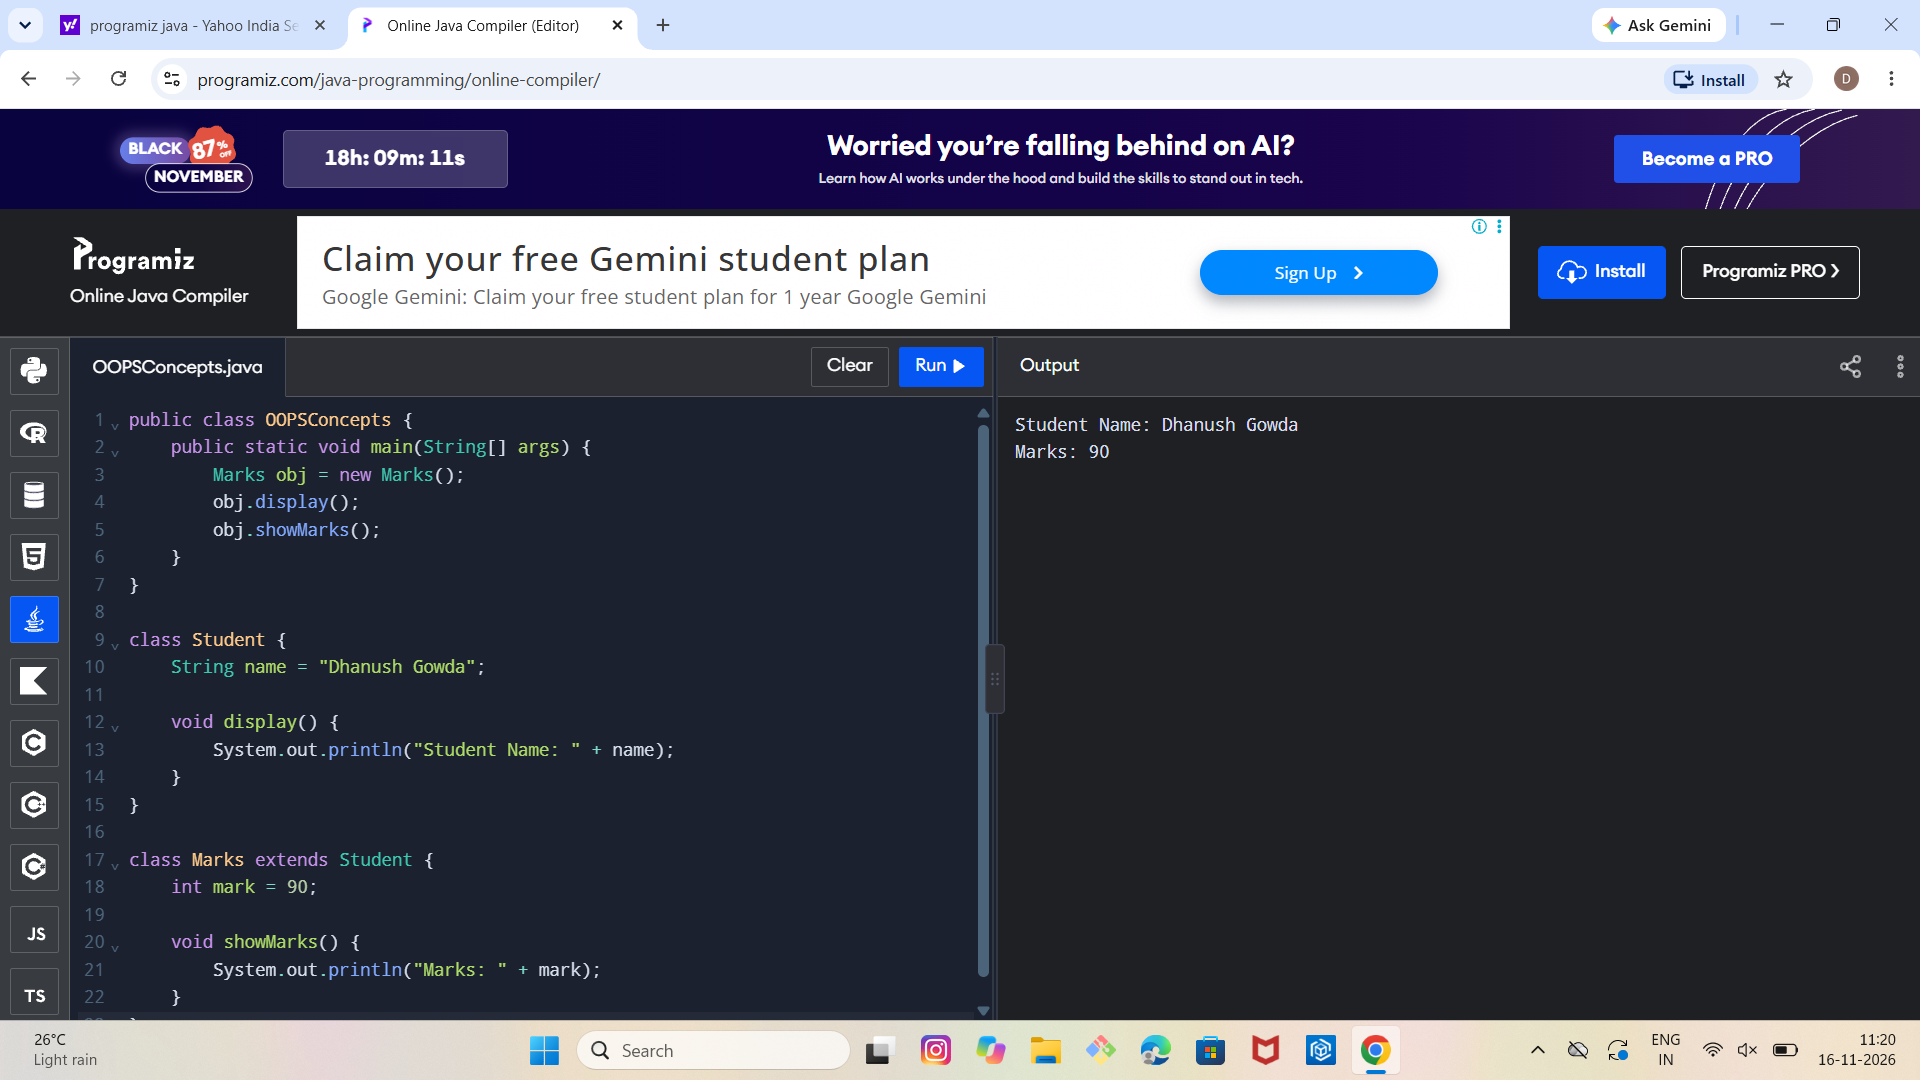 programiz java - Yahoo India Se
Online Java Compiler (Editor)
Ask Gemini
programiz.com/java-programming/online-compiler/
Install
D
BLACK 87% OFF
NOVEMBER
18h: 09m: 11s
Worried you’re falling behind on AI?
Learn how AI works under the hood and build the skills to stand out in tech.
Become a PRO
Programiz
Online Java Compiler
Claim your free Gemini student plan
Google Gemini: Claim your free student plan for 1 year Google Gemini
Sign Up
Install
Programiz PRO
OOPSConcepts.java
Clear
Run
Output
1 public class OOPSConcepts {
2 public static void main(String[] args) {
3 Marks obj = new Marks();
4 obj.display();
5 obj.showMarks();
6 }
7 }
8
9 class Student {
10 String name = "Dhanush Gowda";
11
12 void display() {
13 System.out.println("Student Name: " + name);
14 }
15 }
16
17 class Marks extends Student {
18 int mark = 90;
19
20 void showMarks() {
21 System.out.println("Marks: " + mark);
22 }
Student Name: Dhanush Gowda
Marks: 90
R
5
C
C
C
JS
TS
26°C
Light rain
Search
ENG
IN
11:20
16-11-2026